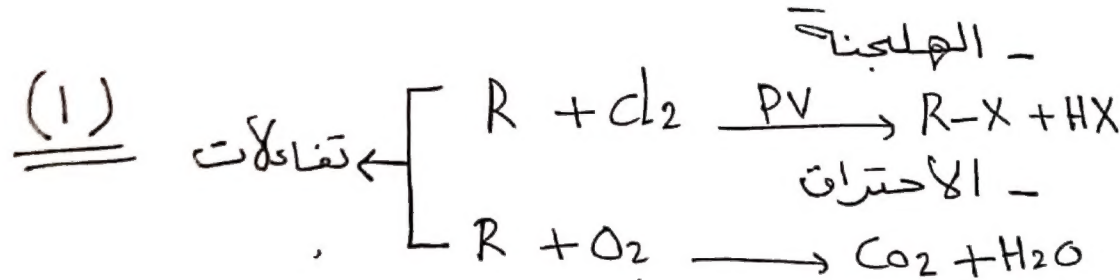 - الهلجنة
(1) تفاعلات ← R + Cl2 PV → R-X + HX
- الاحتراق
R + O2 → Co2 + H2O